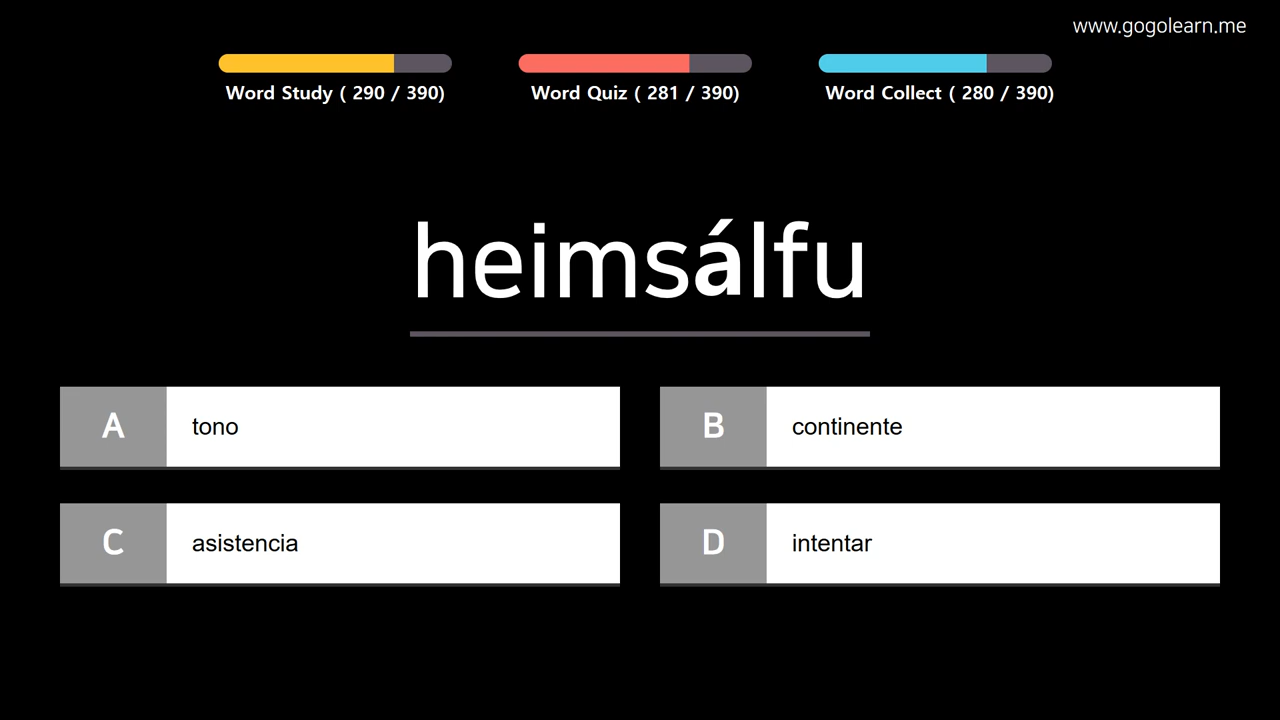 www.gogolearn.me
Word Study ( 290 / 390)
Word Quiz ( 281 / 390)
Word Collect ( 280 / 390)
heimsálfu
A tono
B continente
C asistencia
D intentar